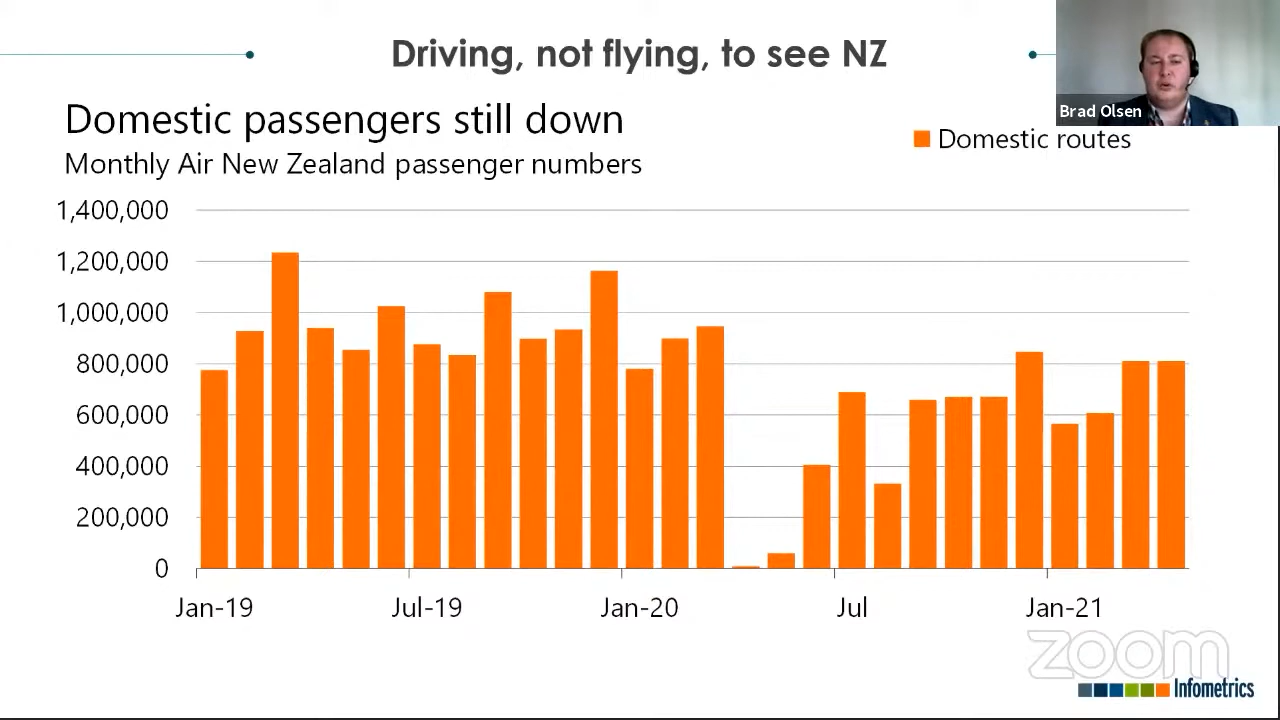 Driving, not flying, to see NZ
Brad Olsen
Domestic passengers still down
Monthly Air New Zealand passenger numbers
Domestic routes
1,400,000
1,200,000
1,000,000
800,000
600,000
400,000
200,000
0
Jan-19 Jul-19 Jan-20 Jul Jan-21
zoom
Infometrics